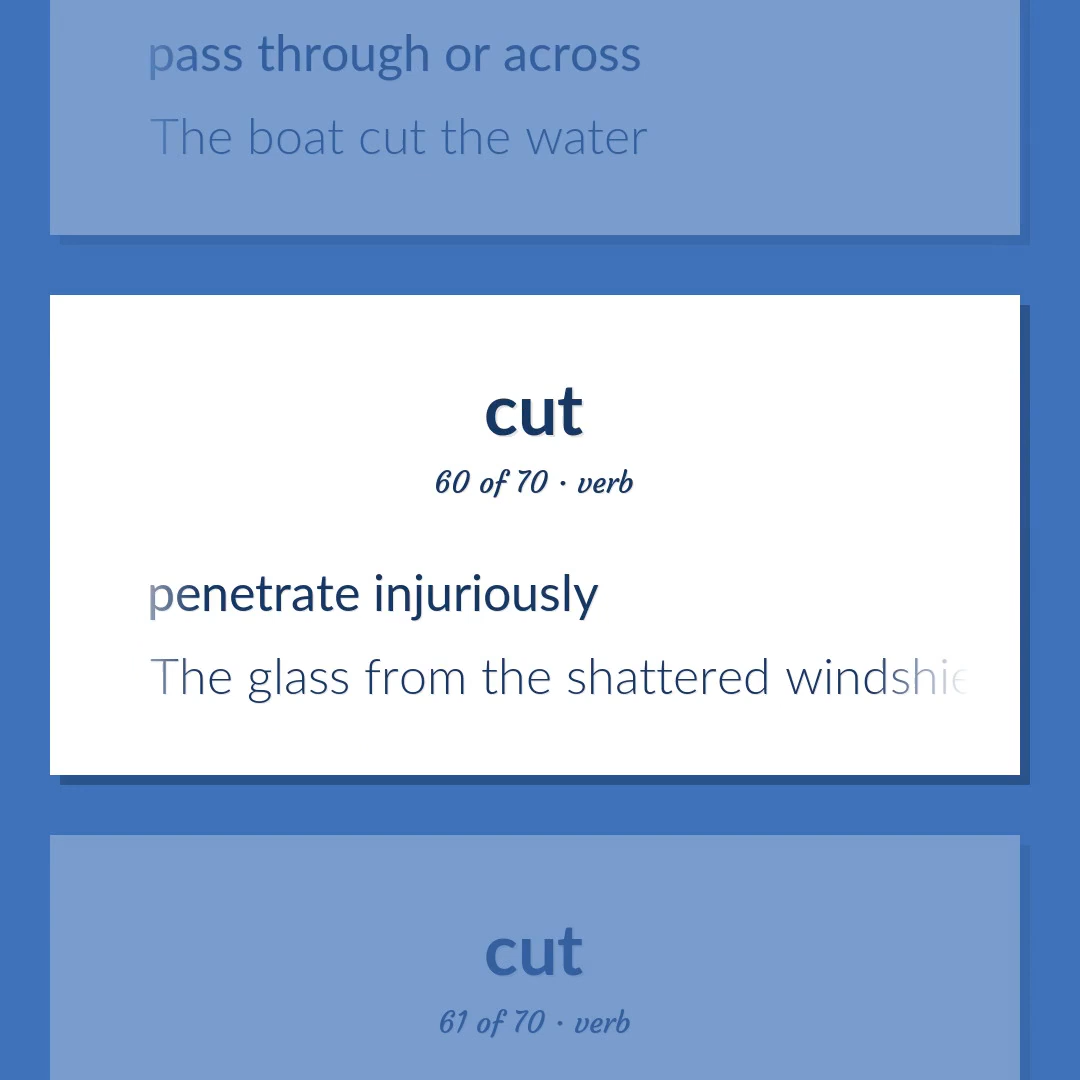 pass through or across
The boat cut the water
cut
60 of 70 · verb
penetrate injuriously
The glass from the shattered
cut
61 of 70 · verb